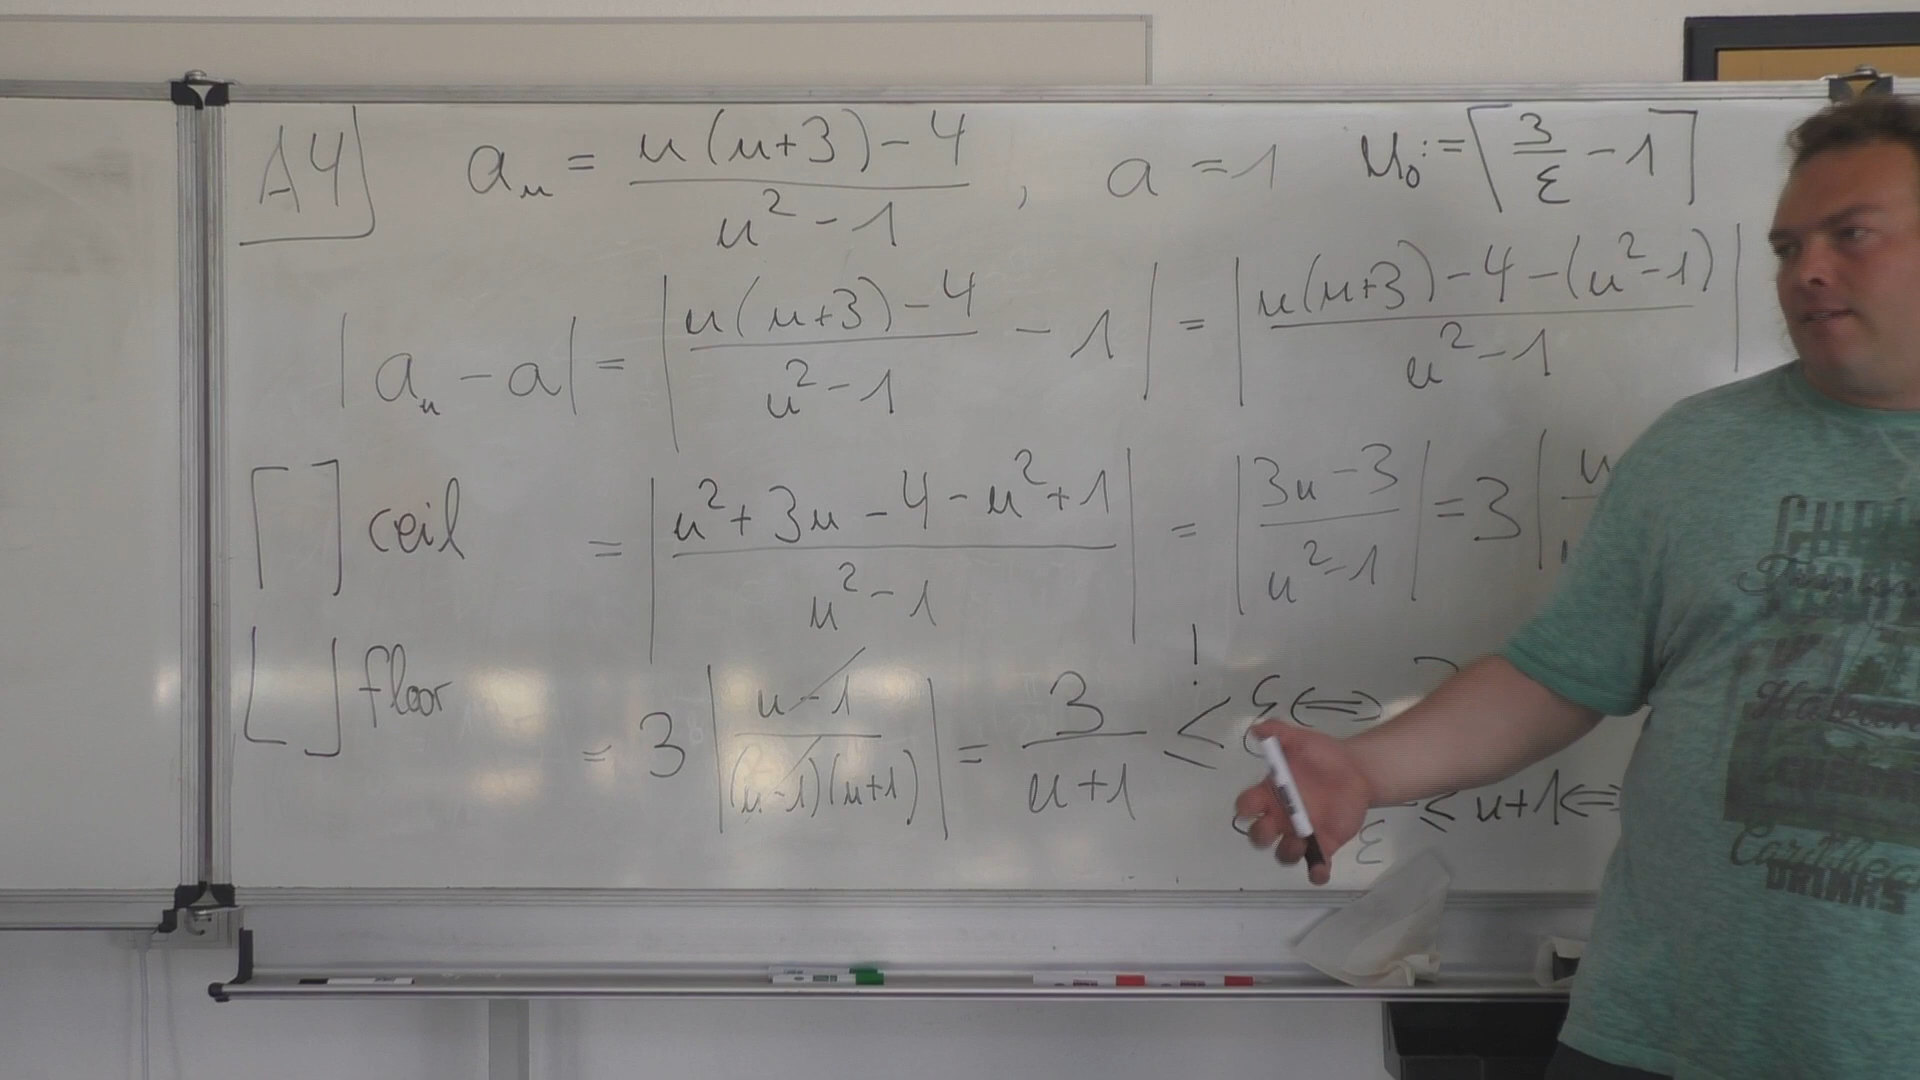 A4 aₙ = n(n+3)-4 / n²-1 , a = 1 n₀ := ⌈3/ε - 1⌉
|aₙ - a| = |n(n+3)-4 / n²-1 - 1| = |n(n+3)-4-(n²-1) / n²-1|
⌈ ⌉ ceil = |n²+3n-4-n²+1 / n²-1| = |3n-3 / n²-1| = 3|
⌊ ⌋ floor = 3|n-1 / (n-1)(n+1)| = 3 / n+1 ≤! ε ⇔
ε ≤ n+1 ⇔